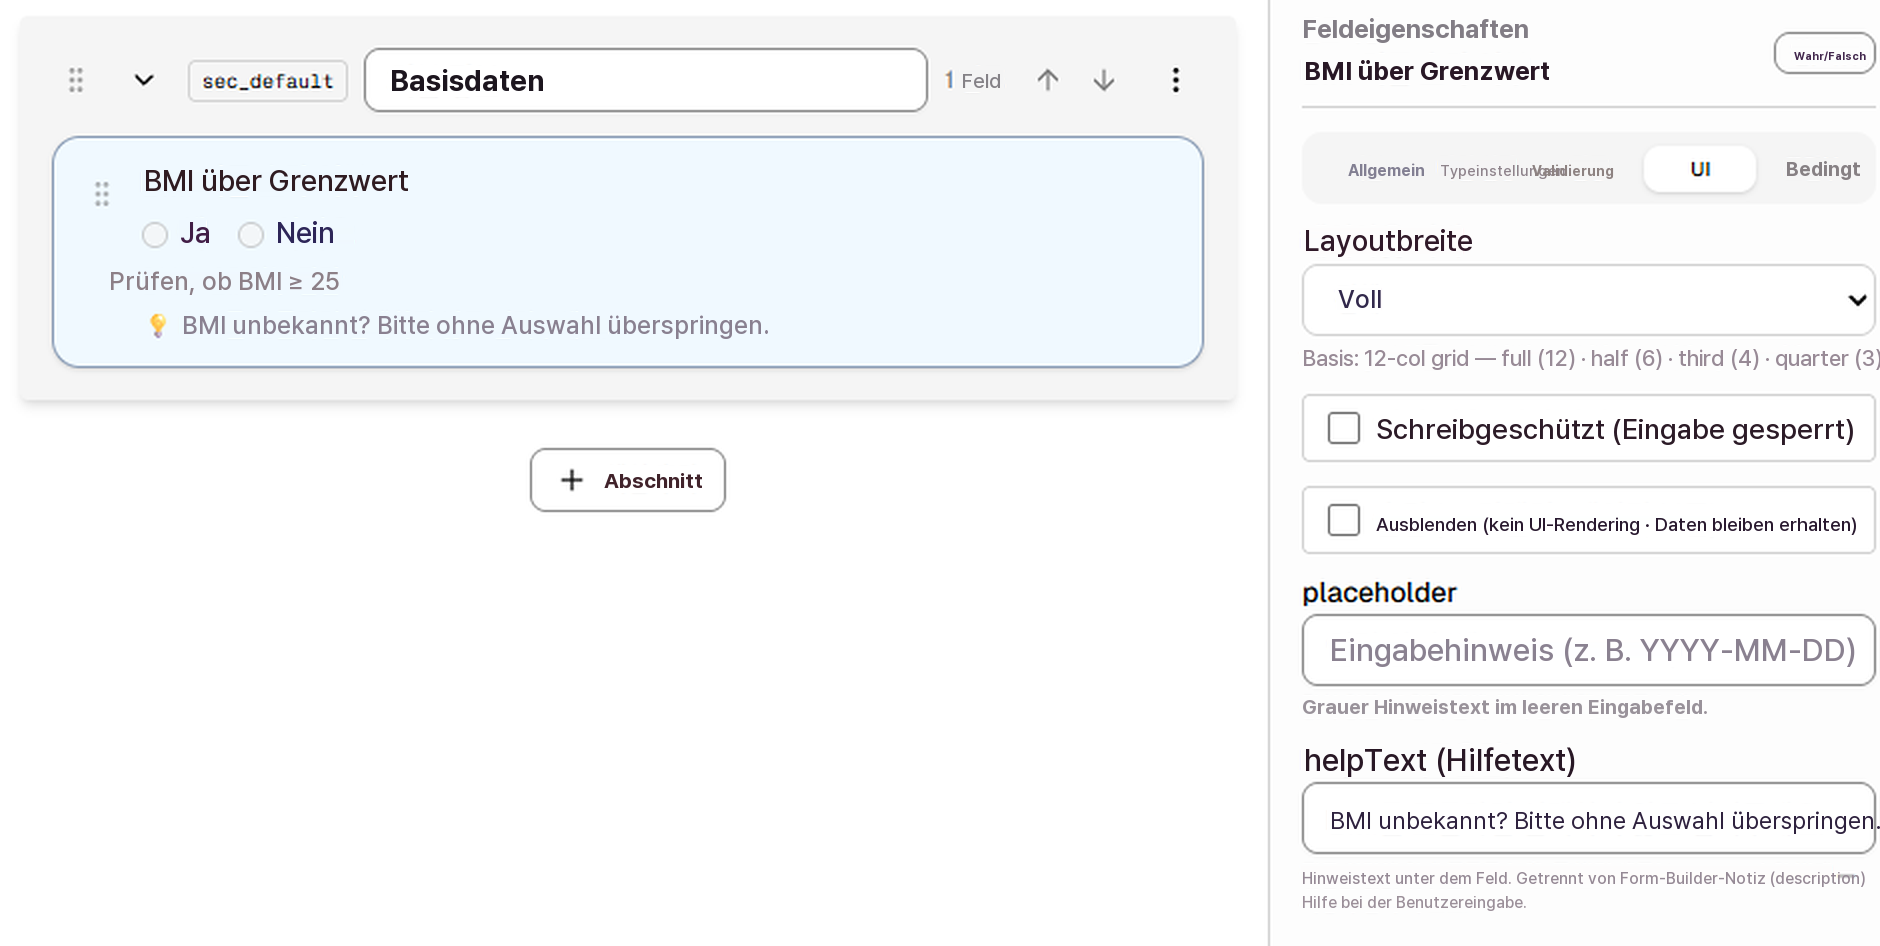 sec_default
Basisdaten
1 Feld
BMI über Grenzwert
Ja
Nein
Prüfen, ob BMI ≥ 25
BMI unbekannt? Bitte ohne Auswahl überspringen.
Abschnitt
Feldeigenschaften
BMI über Grenzwert
Wahr/Falsch
Allgemein
Typeinstellungen
Validierung
UI
Bedingt
Layoutbreite
Voll
Basis: 12-col grid — full (12) · half (6) · third (4) · quarter (3)
Schreibgeschützt (Eingabe gesperrt)
Ausblenden (kein UI-Rendering · Daten bleiben erhalten)
placeholder
Eingabehinweis (z. B. YYYY-MM-DD)
Grauer Hinweistext im leeren Eingabefeld.
helpText (Hilfetext)
BMI unbekannt? Bitte ohne Auswahl überspringen.
Hinweistext unter dem Feld. Getrennt von Form-Builder-Notiz (description)
Hilfe bei der Benutzereingabe.